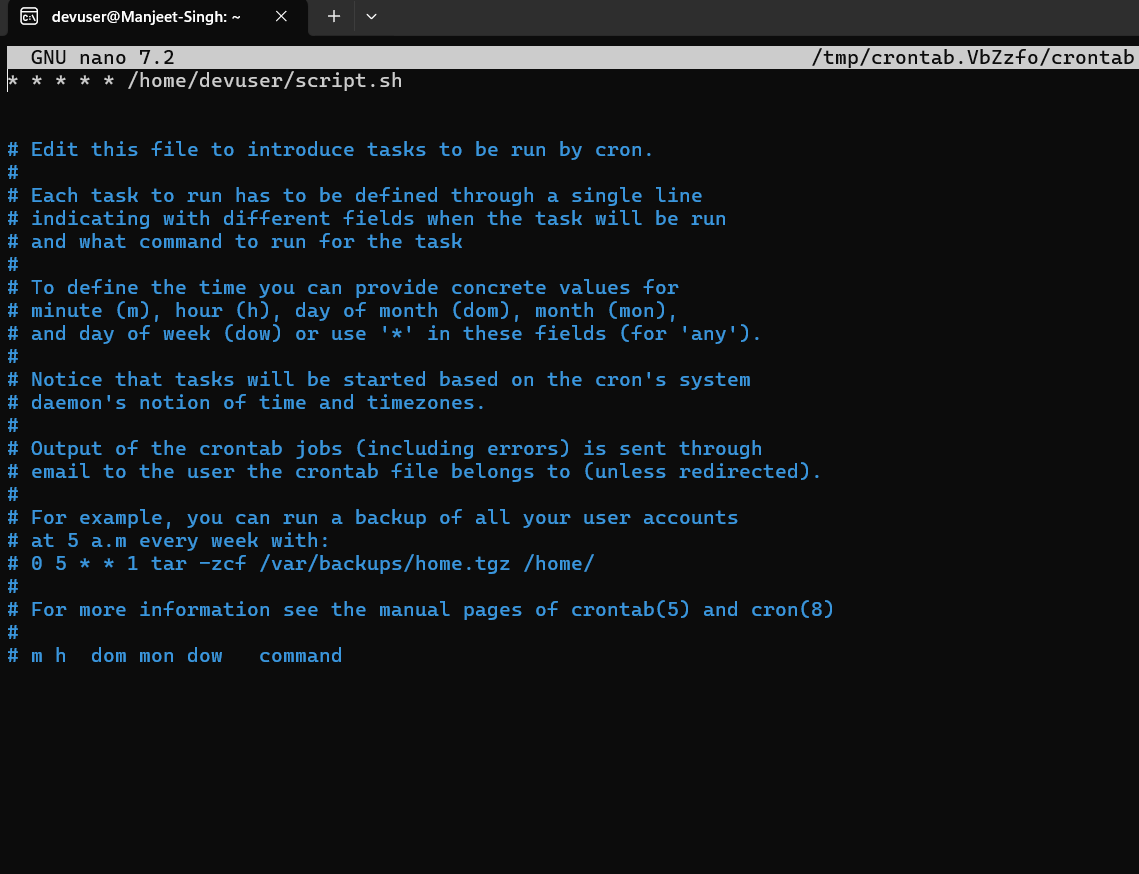 devuser@Manjeet-Singh: ~
GNU nano 7.2 /tmp/crontab.VbZzfo/crontab
* * * * * /home/devuser/script.sh
# Edit this file to introduce tasks to be run by cron.
#
# Each task to run has to be defined through a single line
# indicating with different fields when the task will be run
# and what command to run for the task
#
# To define the time you can provide concrete values for
# minute (m), hour (h), day of month (dom), month (mon),
# and day of week (dow) or use '*' in these fields (for 'any').
#
# Notice that tasks will be started based on the cron's system
# daemon's notion of time and timezones.
#
# Output of the crontab jobs (including errors) is sent through
# email to the user the crontab file belongs to (unless redirected).
#
# For example, you can run a backup of all your user accounts
# at 5 a.m every week with:
# 0 5 * * 1 tar -zcf /var/backups/home.tgz /home/
#
# For more information see the manual pages of crontab(5) and cron(8)
#
# m h  dom mon dow   command